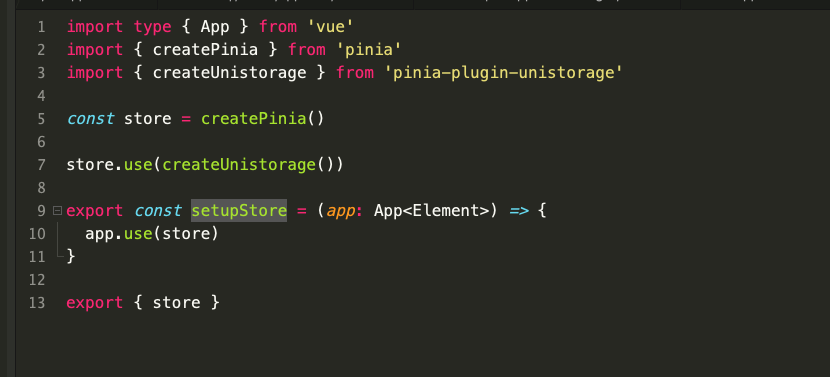 1 import type { App } from 'vue'
2 import { createPinia } from 'pinia'
3 import { createUnistorage } from 'pinia-plugin-unistorage'
4
5 const store = createPinia()
6
7 store.use(createUnistorage())
8
9 export const setupStore = (app: App<Element>) => {
10   app.use(store)
11 }
12
13 export { store }